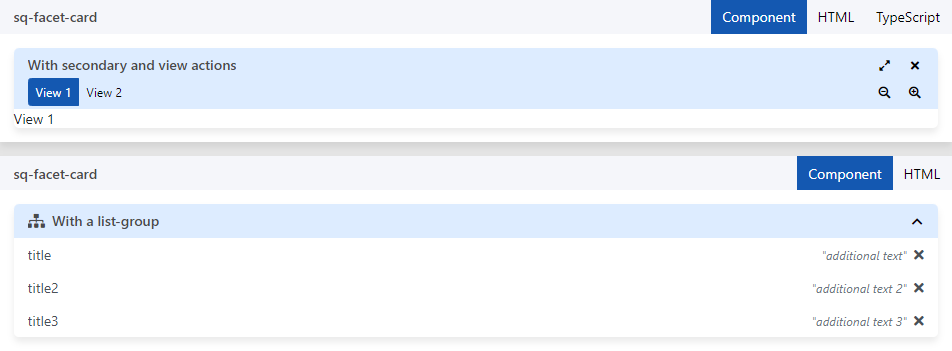 sq-facet-card Component HTML TypeScript
With secondary and view actions
View 1 View 2
View 1
sq-facet-card Component HTML
With a list-group
title "additional text"
title2 "additional text 2"
title3 "additional text 3"